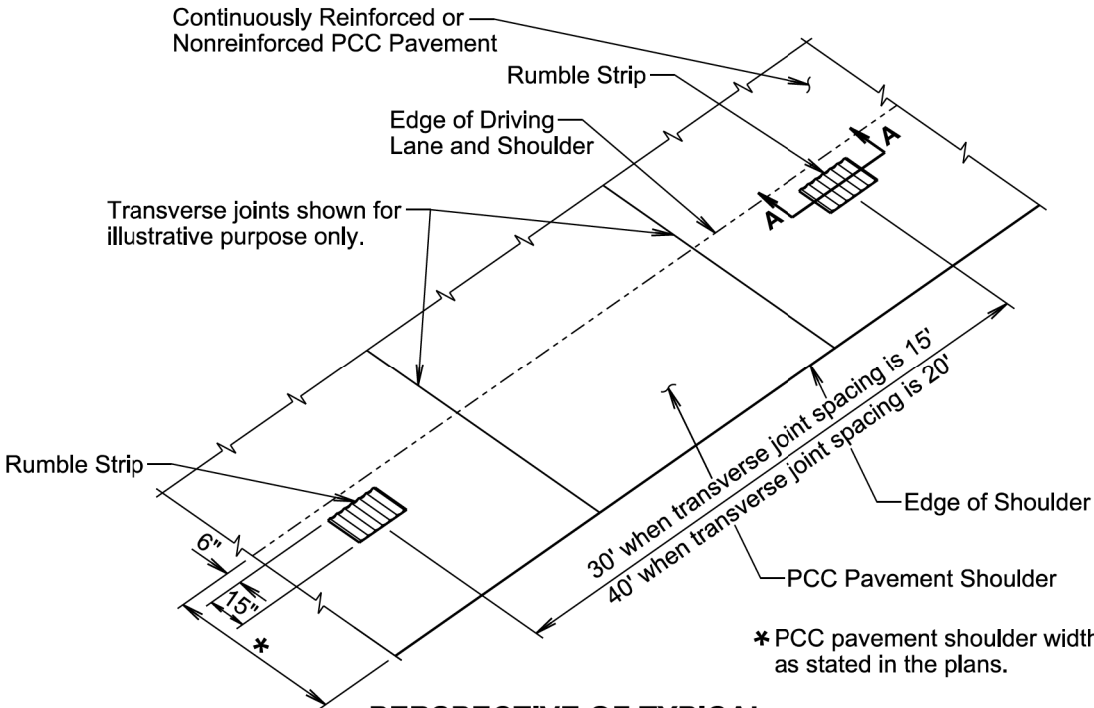 Continuously Reinforced or
Nonreinforced PCC Pavement
Rumble Strip
Edge of Driving
Lane and Shoulder
A
A
Transverse joints shown for
illustrative purpose only.
30' when transverse joint spacing is 15'
40' when transverse joint spacing is 20'
Rumble Strip
Edge of Shoulder
6"
15"
*
PCC Pavement Shoulder
* PCC pavement shoulder width
as stated in the plans.
PERSPECTIVE OF TYPICAL